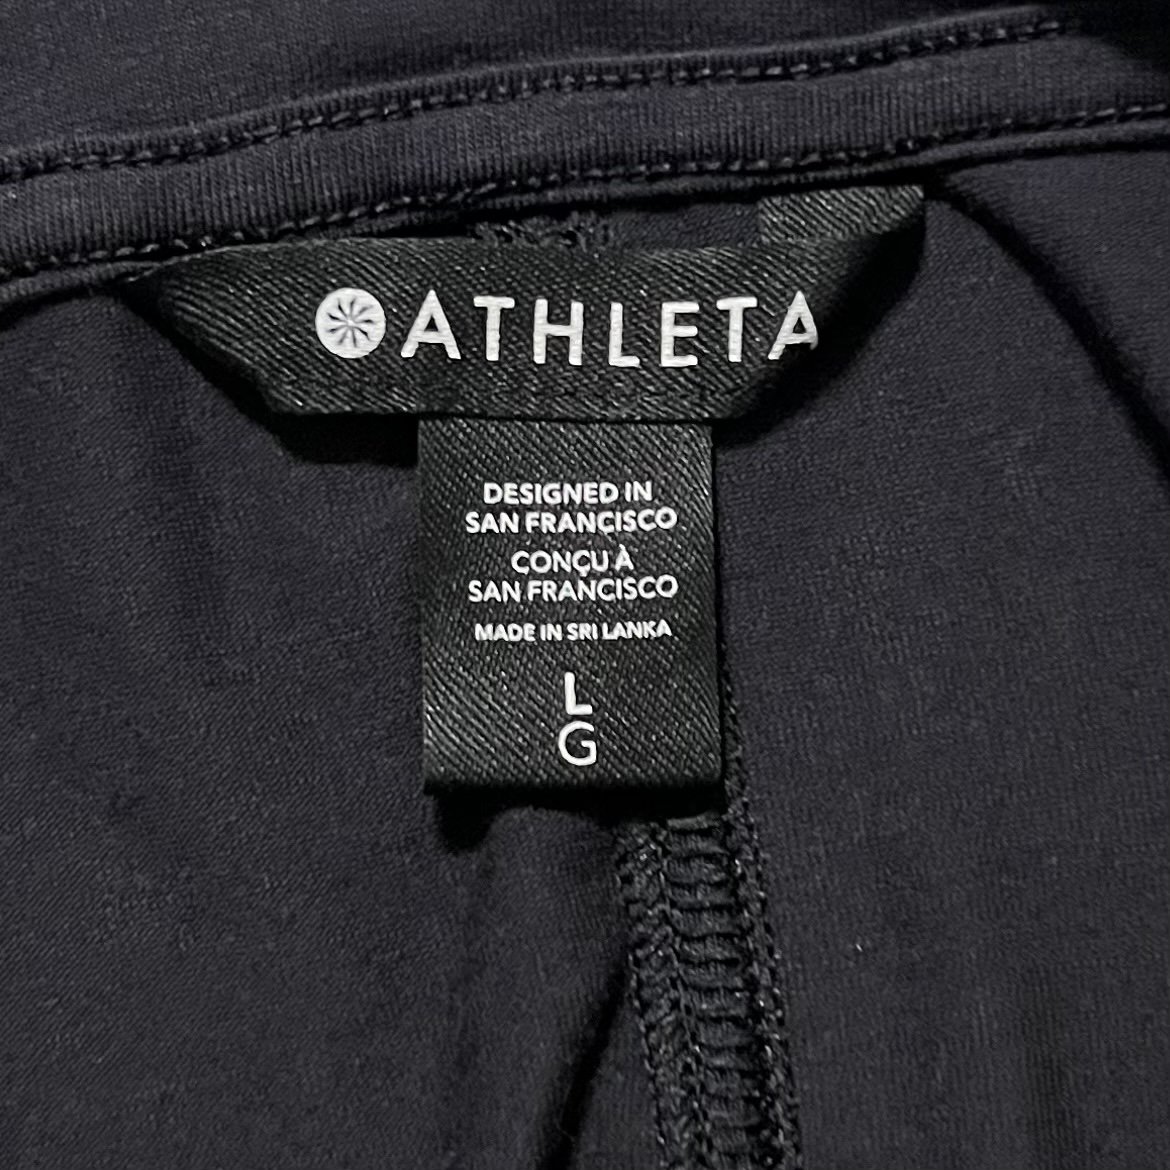 ATHLETA
DESIGNED IN
SAN FRANCISCO
CONÇU À
SAN FRANCISCO
MADE IN SRI LANKA
L
G